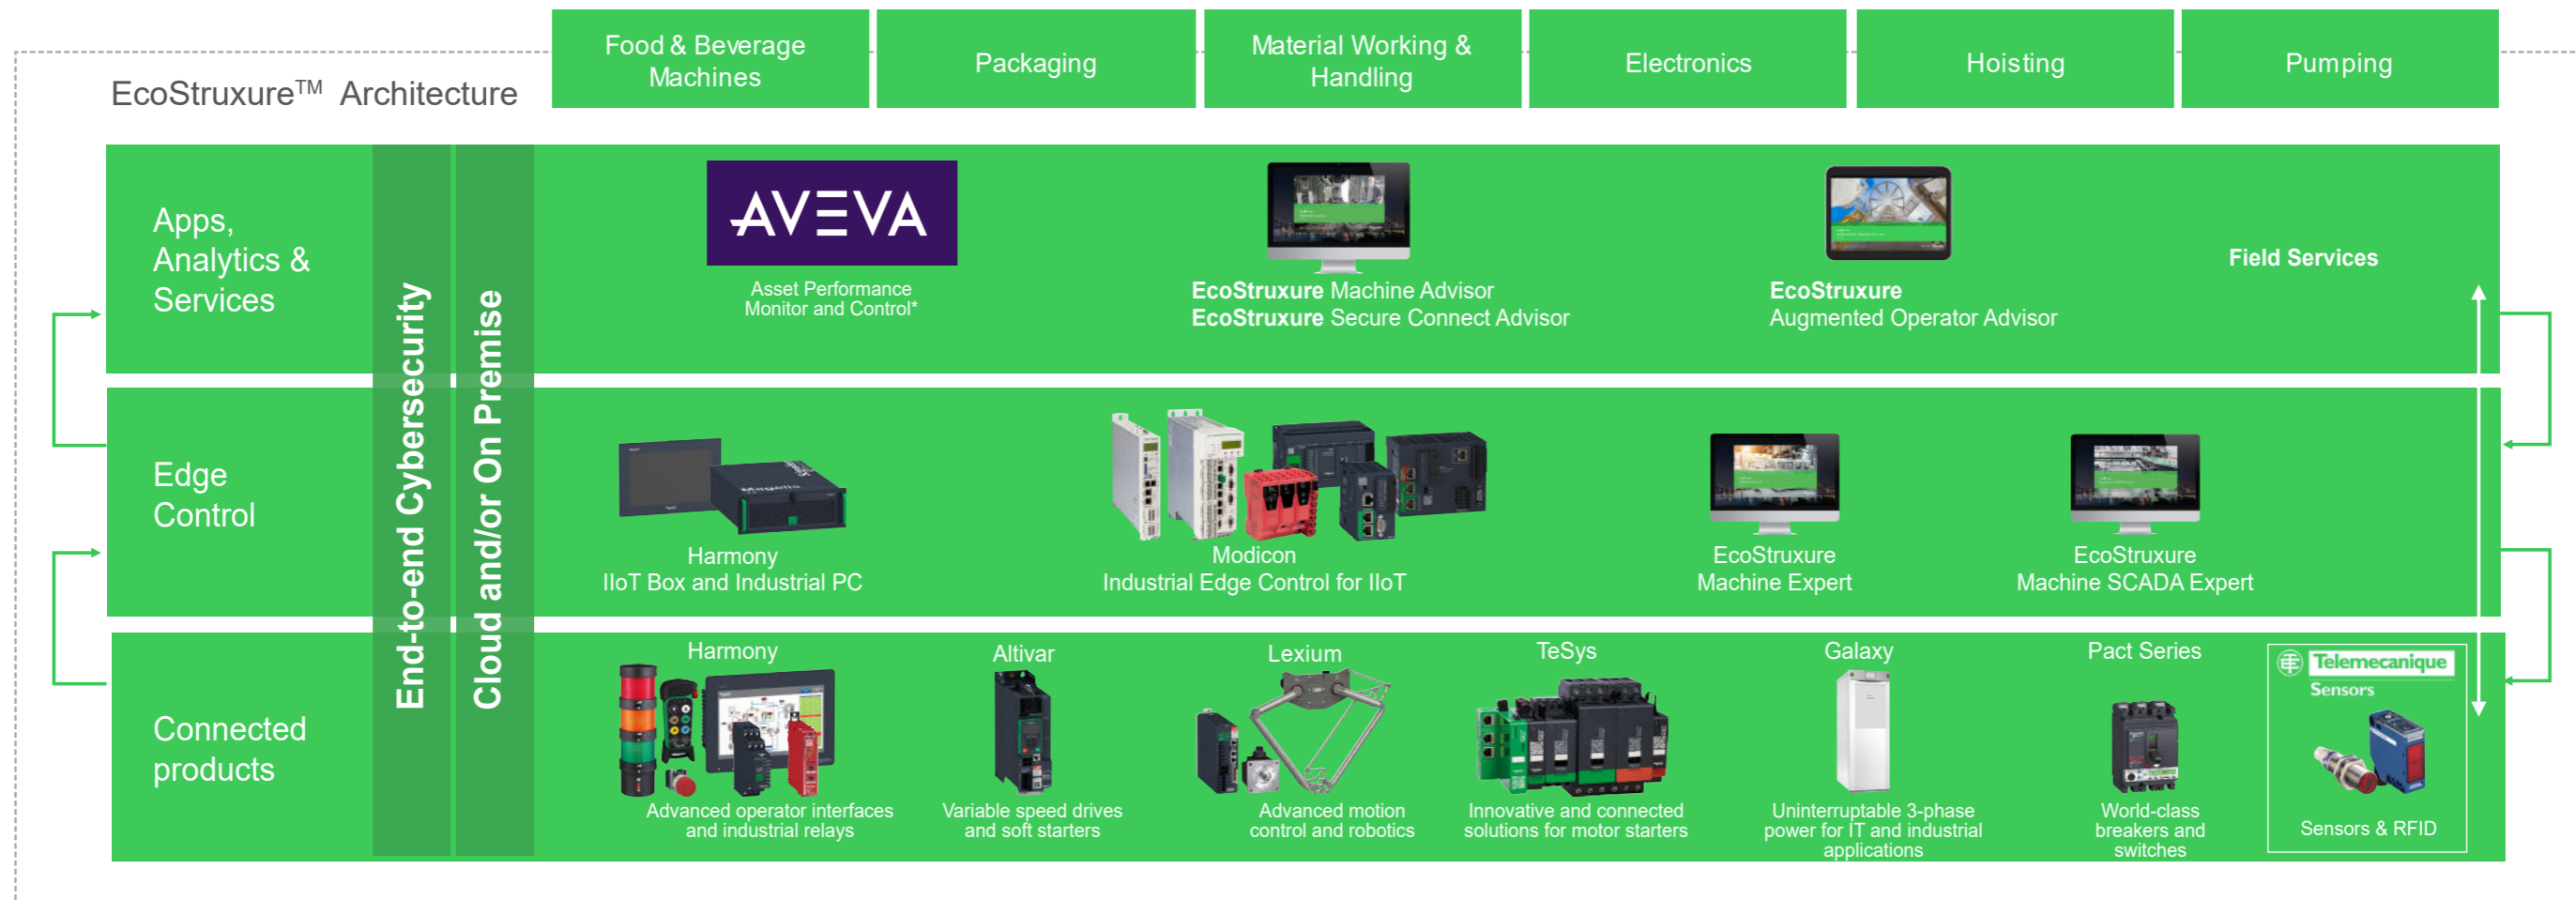 Food & Beverage
Machines
Packaging
Material Working &
Handling
Electronics
Hoisting
Pumping
EcoStruxure™ Architecture
Apps,
Analytics &
Services
End-to-end Cybersecurity
Cloud and/or On Premise
AVEVA
Asset Performance
Monitor and Control*
EcoStruxure Machine Advisor
EcoStruxure Secure Connect Advisor
EcoStruxure
Augmented Operator Advisor
Field Services
Edge
Control
Magelis
Harmony
IIoT Box and Industrial PC
Modicon
Industrial Edge Control for IIoT
EcoStruxure
Machine Expert
EcoStruxure
Machine SCADA Expert
Connected
products
Harmony
Advanced operator interfaces
and industrial relays
Altivar
Variable speed drives
and soft starters
Lexium
Advanced motion
control and robotics
TeSys
Innovative and connected
solutions for motor starters
Galaxy
Uninterruptable 3-phase
power for IT and industrial
applications
Pact Series
World-class
breakers and
switches
Telemecanique
Sensors
Sensors & RFID